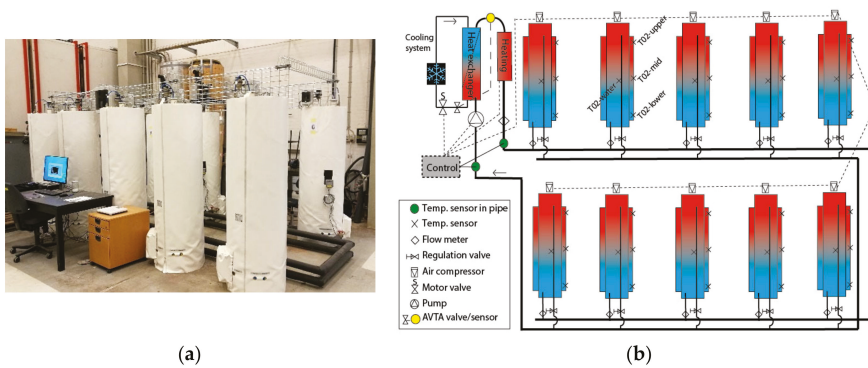 Cooling
system
Heat exchanger
Heating
T02-upper
T02-mid
T02-water
T02-lower
Control
Temp. sensor in pipe
Temp. sensor
Flow meter
Regulation valve
Air compressor
S
Motor valve
Pump
AVTA valve/sensor
S
(a)
(b)